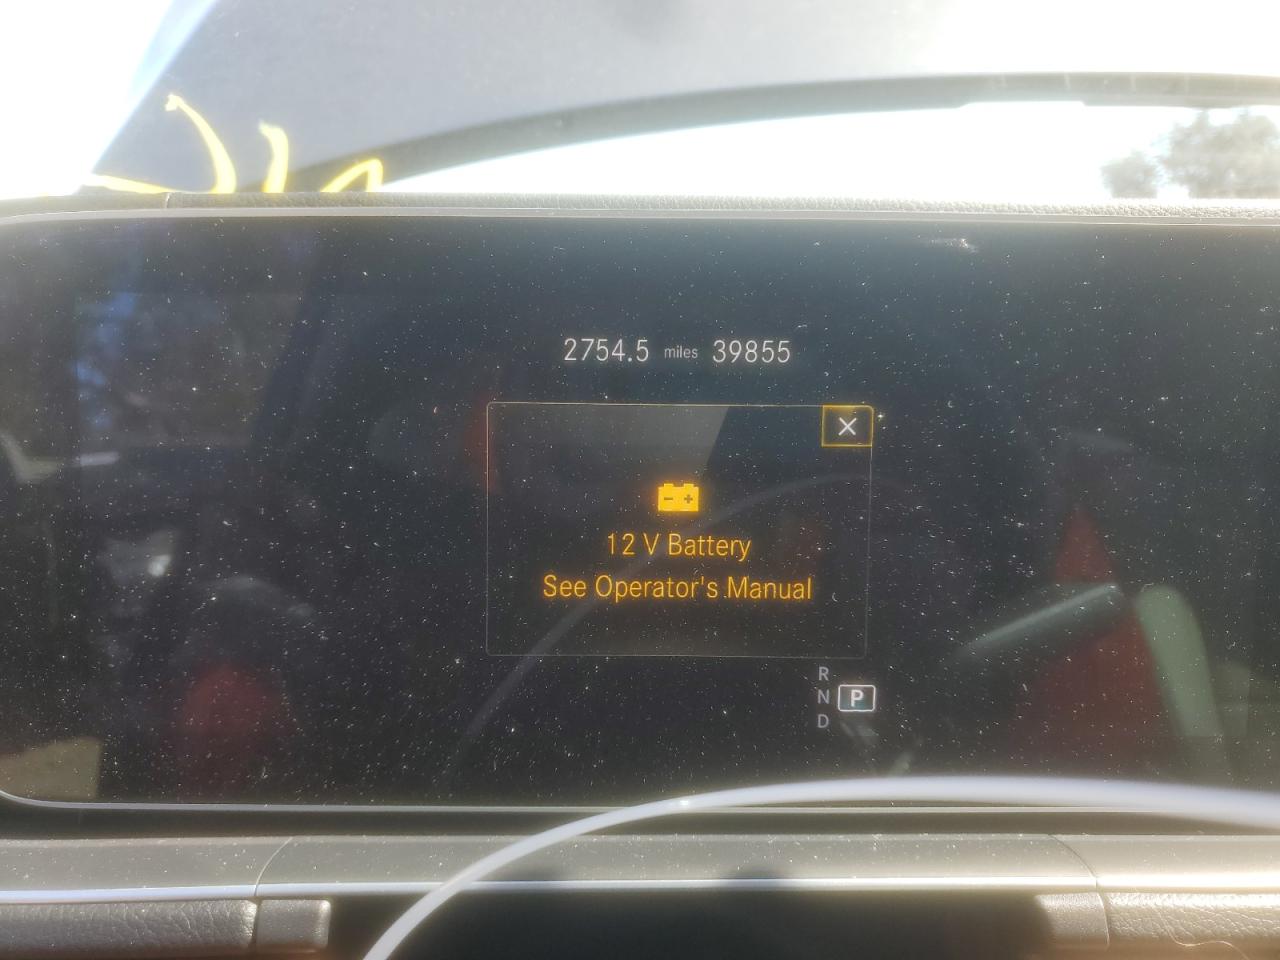 2754.5 miles 39855
12 V Battery
See Operator's Manual
R
N P
D